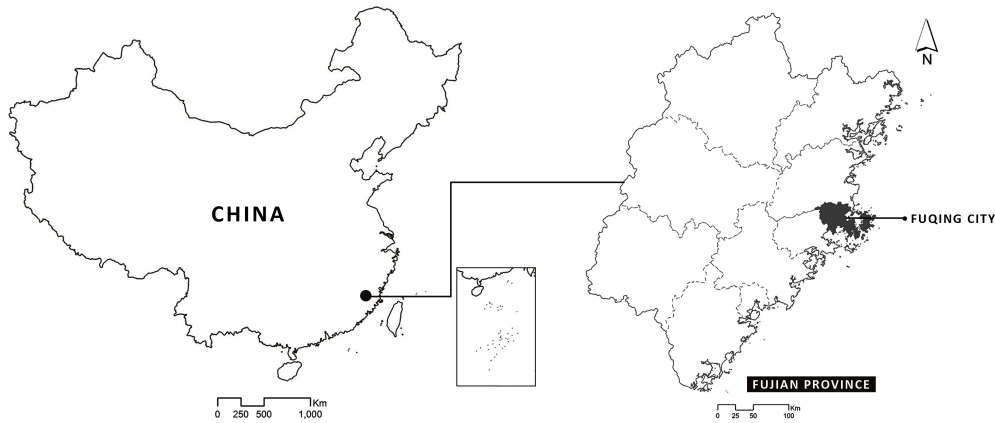 CHINA
0 250 500 1,000
Km
N
FUQING CITY
FUJIAN PROVINCE
0 25 50 100
Km